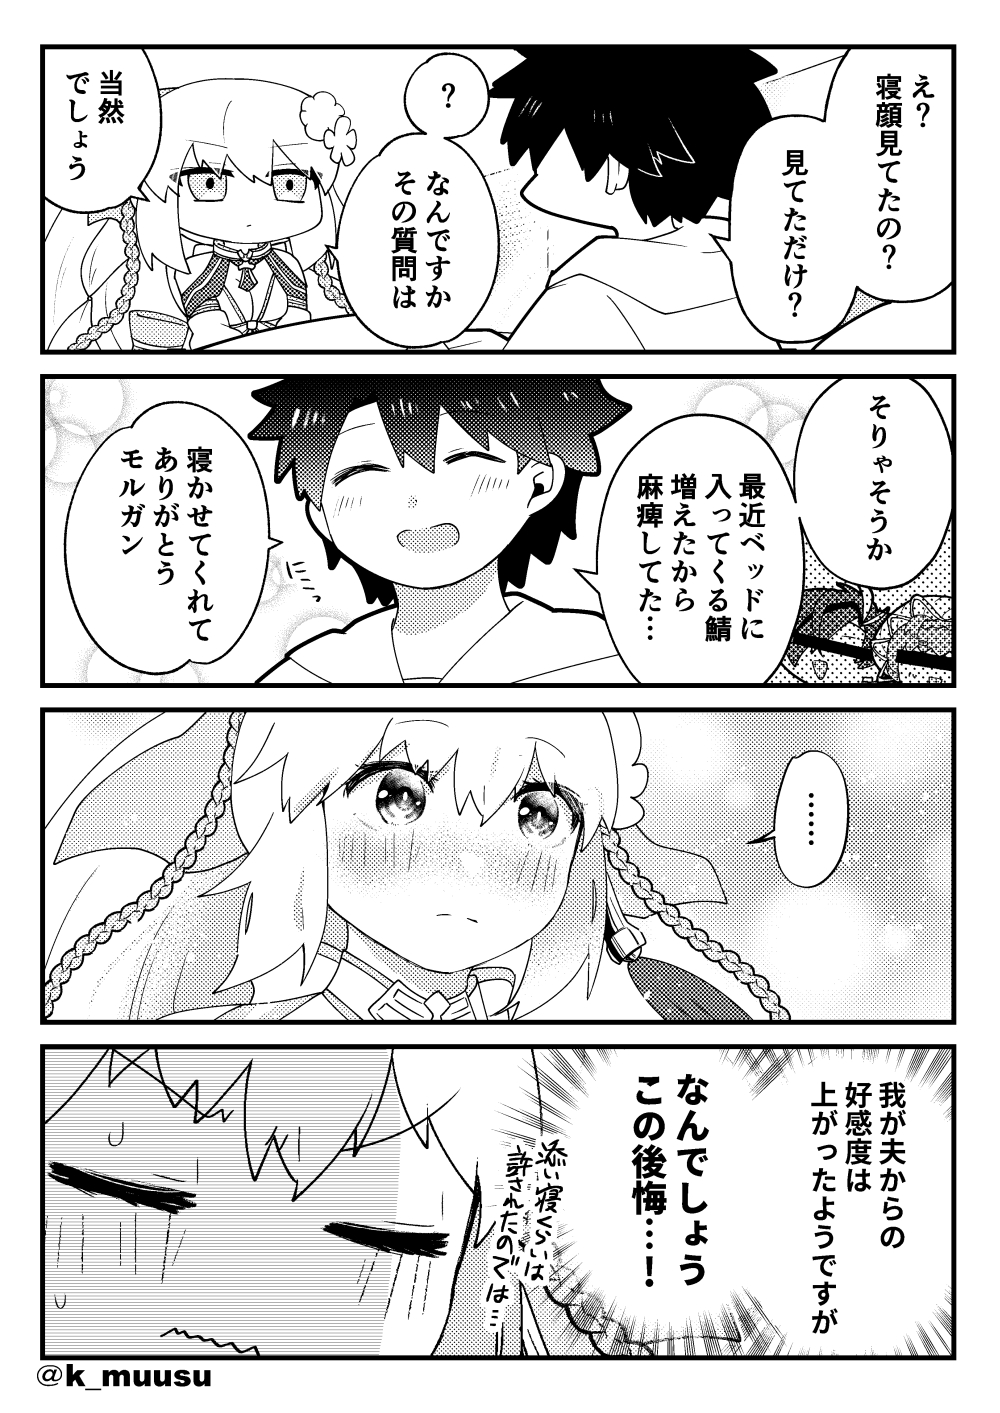 え?
寝顔見てたの?
見てただけ?
?
なんですか
その質問は
当然
でしょう
そりゃそうか
最近ベッドに
入ってくる鯖
増えたから
麻痺してた…
寝かせてくれて
ありがとう
モルガン
……
我が夫からの
好感度は
上がったようですが
なんでしょう
この後悔…!
添い寝くらいは
許されたのでは…
@k_muusu